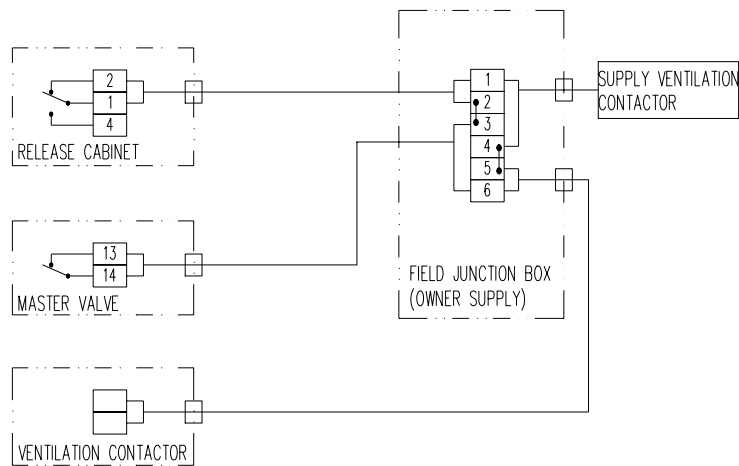 2
1
4
RELEASE CABINET
13
14
MASTER VALVE
VENTILATION CONTACTOR
1
2
3
4
5
6
FIELD JUNCTION BOX
(OWNER SUPPLY)
SUPPLY VENTILATION
CONTACTOR